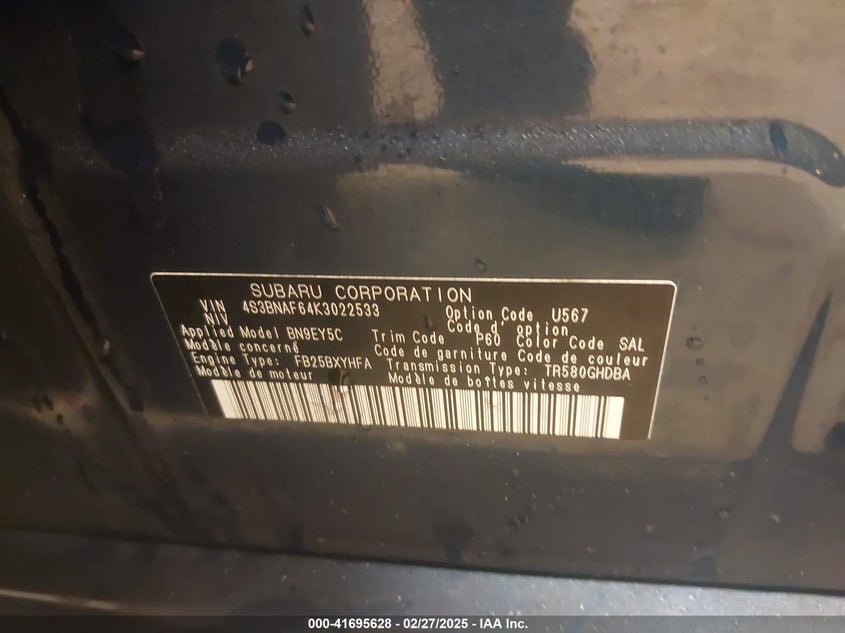 SUBARU CORPORATION
VIN 4S3BNAF64K3022533 Option Code U567
NIV Code d' option
Applied Model BN9EY5C Trim Code P60 Color Code SAL
Modèle concerné Code de garniture Code de couleur
Engine Type: FB25BXYHFA Transmission Type: TR580GHDBA
Modèle de moteur Modèle de boîtes vitesse
000-41695628 - 02/27/2025 - IAA Inc.